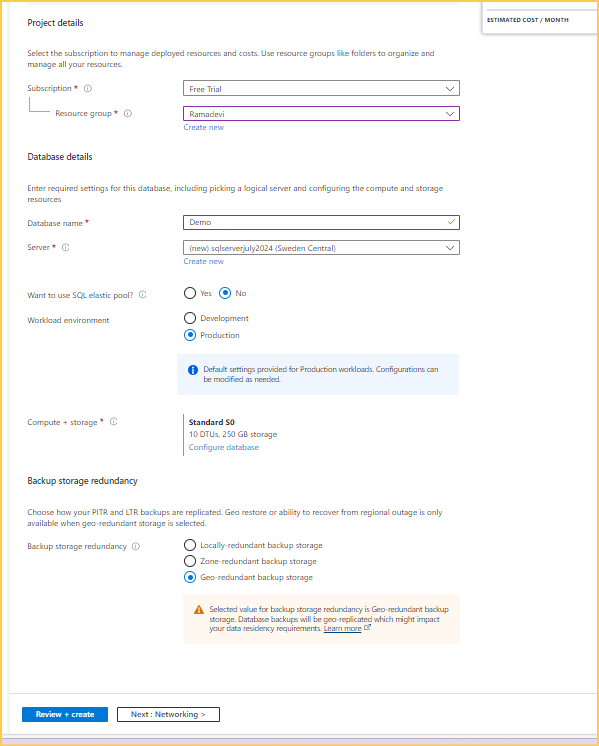 Project details
ESTIMATED COST / MONTH
Select the subscription to manage deployed resources and costs. Use resource groups like folders to organize and
manage all your resources.
Subscription *
Free Trial
Resource group *
Ramadevi
Create new
Database details
Enter required settings for this database, including picking a logical server and configuring the compute and storage
resources
Database name *
Demo
Server *
(new) sqlserverjuly2024 (Sweden Central)
Create new
Want to use SQL elastic pool?
Yes No
Workload environment
Development
Production
Default settings provided for Production workloads. Configurations can
be modified as needed.
Compute + storage *
Standard S0
10 DTUs, 250 GB storage
Configure database
Backup storage redundancy
Choose how your PITR and LTR backups are replicated. Geo restore or ability to recover from regional outage is only
available when geo-redundant storage is selected.
Backup storage redundancy
Locally-redundant backup storage
Zone-redundant backup storage
Geo-redundant backup storage
Selected value for backup storage redundancy is Geo-redundant backup
storage. Database backups will be geo-replicated which might impact
your data residency requirements. Learn more
Review + create
Next : Networking >